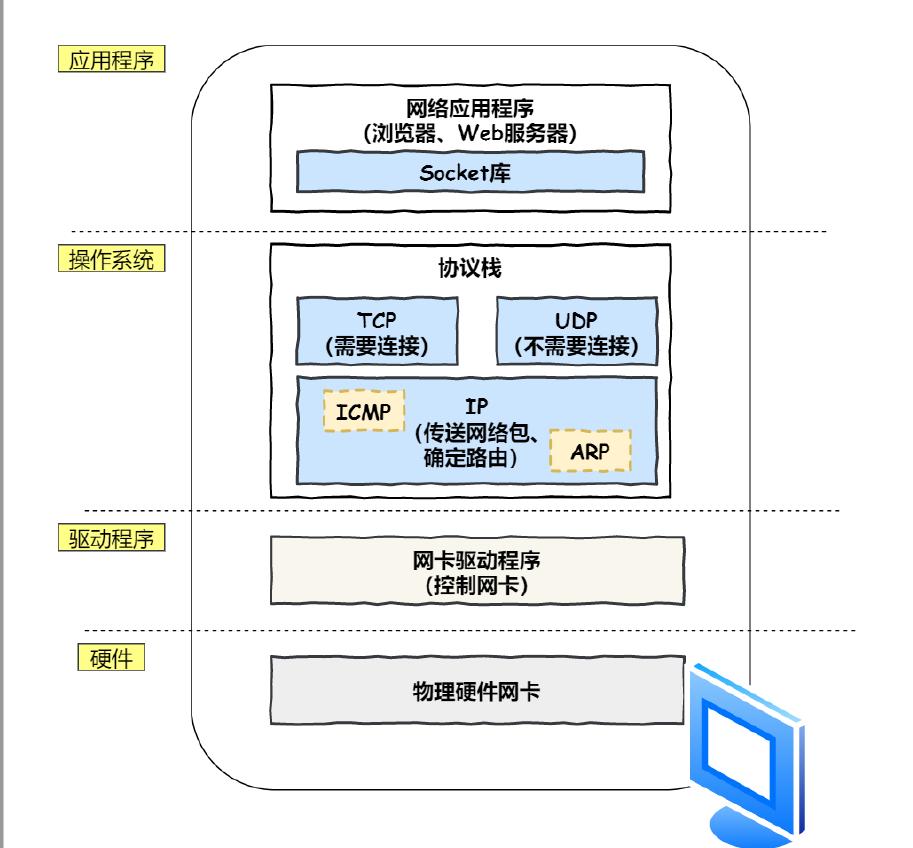 应用程序
网络应用程序
(浏览器、Web服务器)
Socket库
操作系统
协议栈
TCP
(需要连接)
UDP
(不需要连接)
ICMP
IP
(传送网络包、
确定路由)
ARP
驱动程序
网卡驱动程序
(控制网卡)
硬件
物理硬件网卡